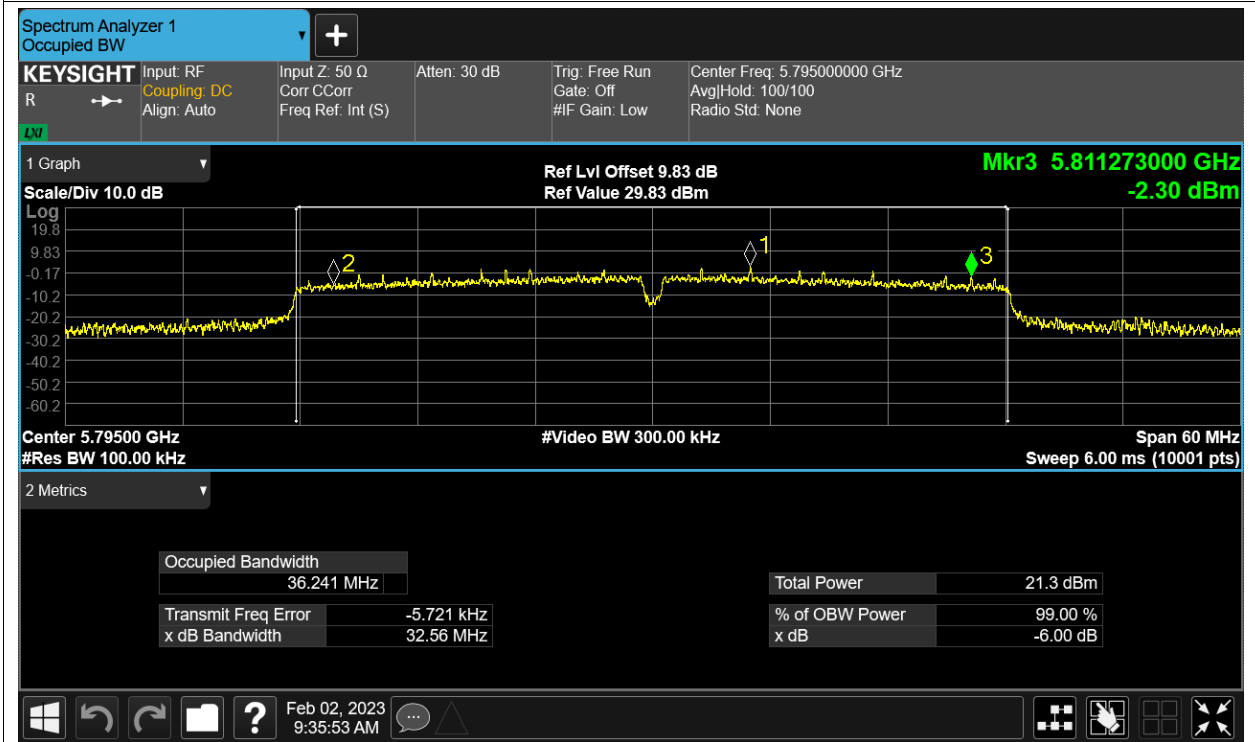 Spectrum Analyzer 1
Occupied BW
KEYSIGHT
R
LXI
Input: RF
Coupling: DC
Align: Auto
Input Z: 50 Ω
Corr CCorr
Freq Ref: Int (S)
Atten: 30 dB
Trig: Free Run
Gate: Off
#IF Gain: Low
Center Freq: 5.795000000 GHz
Avg|Hold: 100/100
Radio Std: None
1 Graph
Scale/Div 10.0 dB
Ref Lvl Offset 9.83 dB
Ref Value 29.83 dBm
Mkr3 5.811273000 GHz
-2.30 dBm
Log
19.8
9.83
-0.17
-10.2
-20.2
-30.2
-40.2
-50.2
-60.2
2
1
3
Center 5.79500 GHz
#Res BW 100.00 kHz
#Video BW 300.00 kHz
Span 60 MHz
Sweep 6.00 ms (10001 pts)
2 Metrics
Occupied Bandwidth
36.241 MHz
Transmit Freq Error -5.721 kHz
x dB Bandwidth 32.56 MHz
Total Power 21.3 dBm
% of OBW Power 99.00 %
x dB -6.00 dB
?
Feb 02, 2023
9:35:53 AM